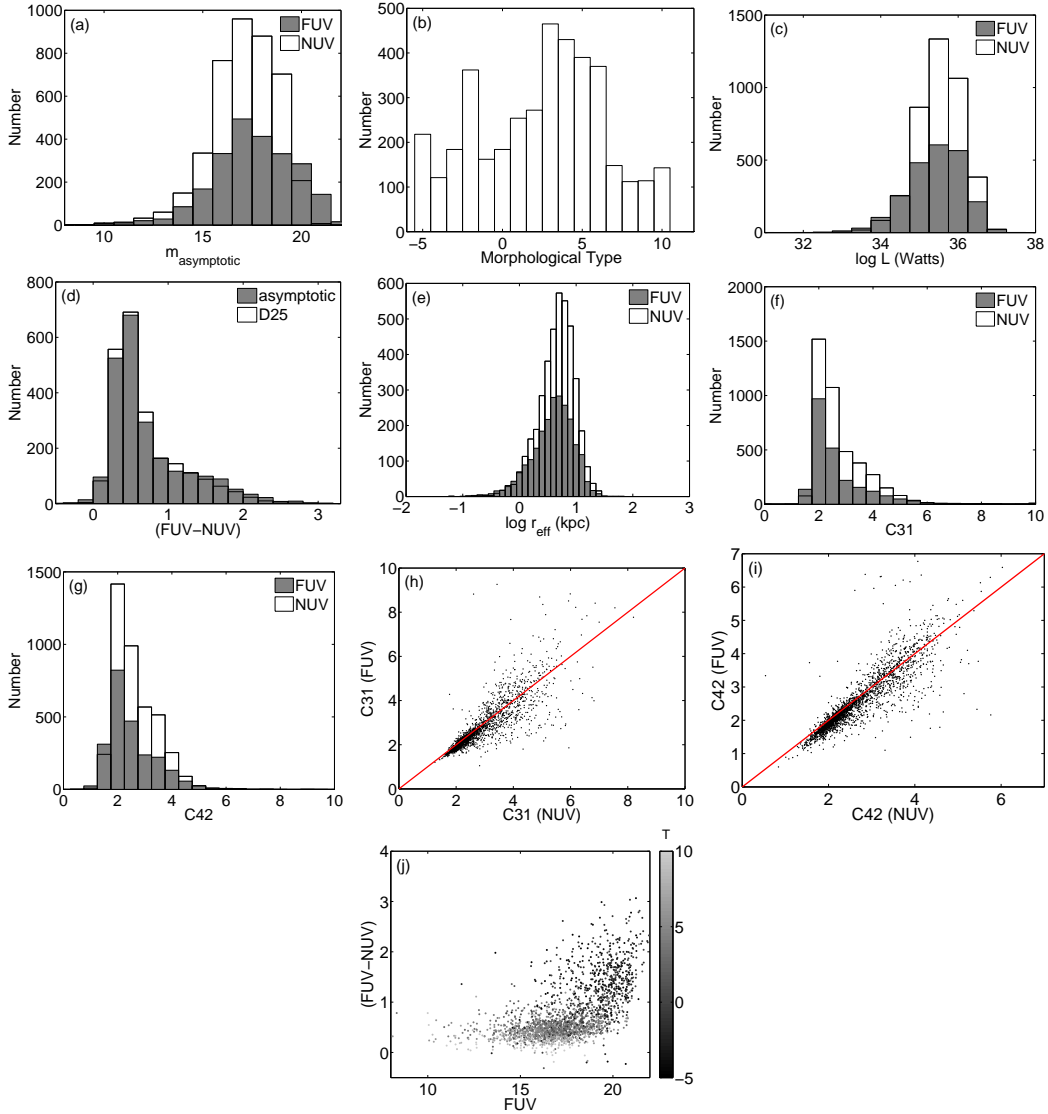 (a)
FUV
NUV
1000
800
600
400
200
0
10
15
20
Number
m_asymptotic
(b)
500
400
300
200
100
0
−5
0
5
10
Number
Morphological Type
(c)
FUV
NUV
1500
1000
500
0
32
34
36
38
Number
log L (Watts)
(d)
asymptotic
D25
800
600
400
200
0
0
1
2
3
Number
(FUV−NUV)
(e)
FUV
NUV
600
500
400
300
200
100
0
−2
−1
0
1
2
3
Number
log r_eff (kpc)
(f)
FUV
NUV
2000
1500
1000
500
0
0
2
4
6
8
10
Number
C31
(g)
FUV
NUV
1500
1000
500
0
0
2
4
6
8
10
Number
C42
(h)
10
8
6
4
2
0
0
2
4
6
8
10
C31 (FUV)
C31 (NUV)
(i)
7
6
5
4
3
2
1
0
0
2
4
6
C42 (FUV)
C42 (NUV)
(j)
4
3
2
1
0
10
15
20
(FUV−NUV)
FUV
T
10
5
0
−5